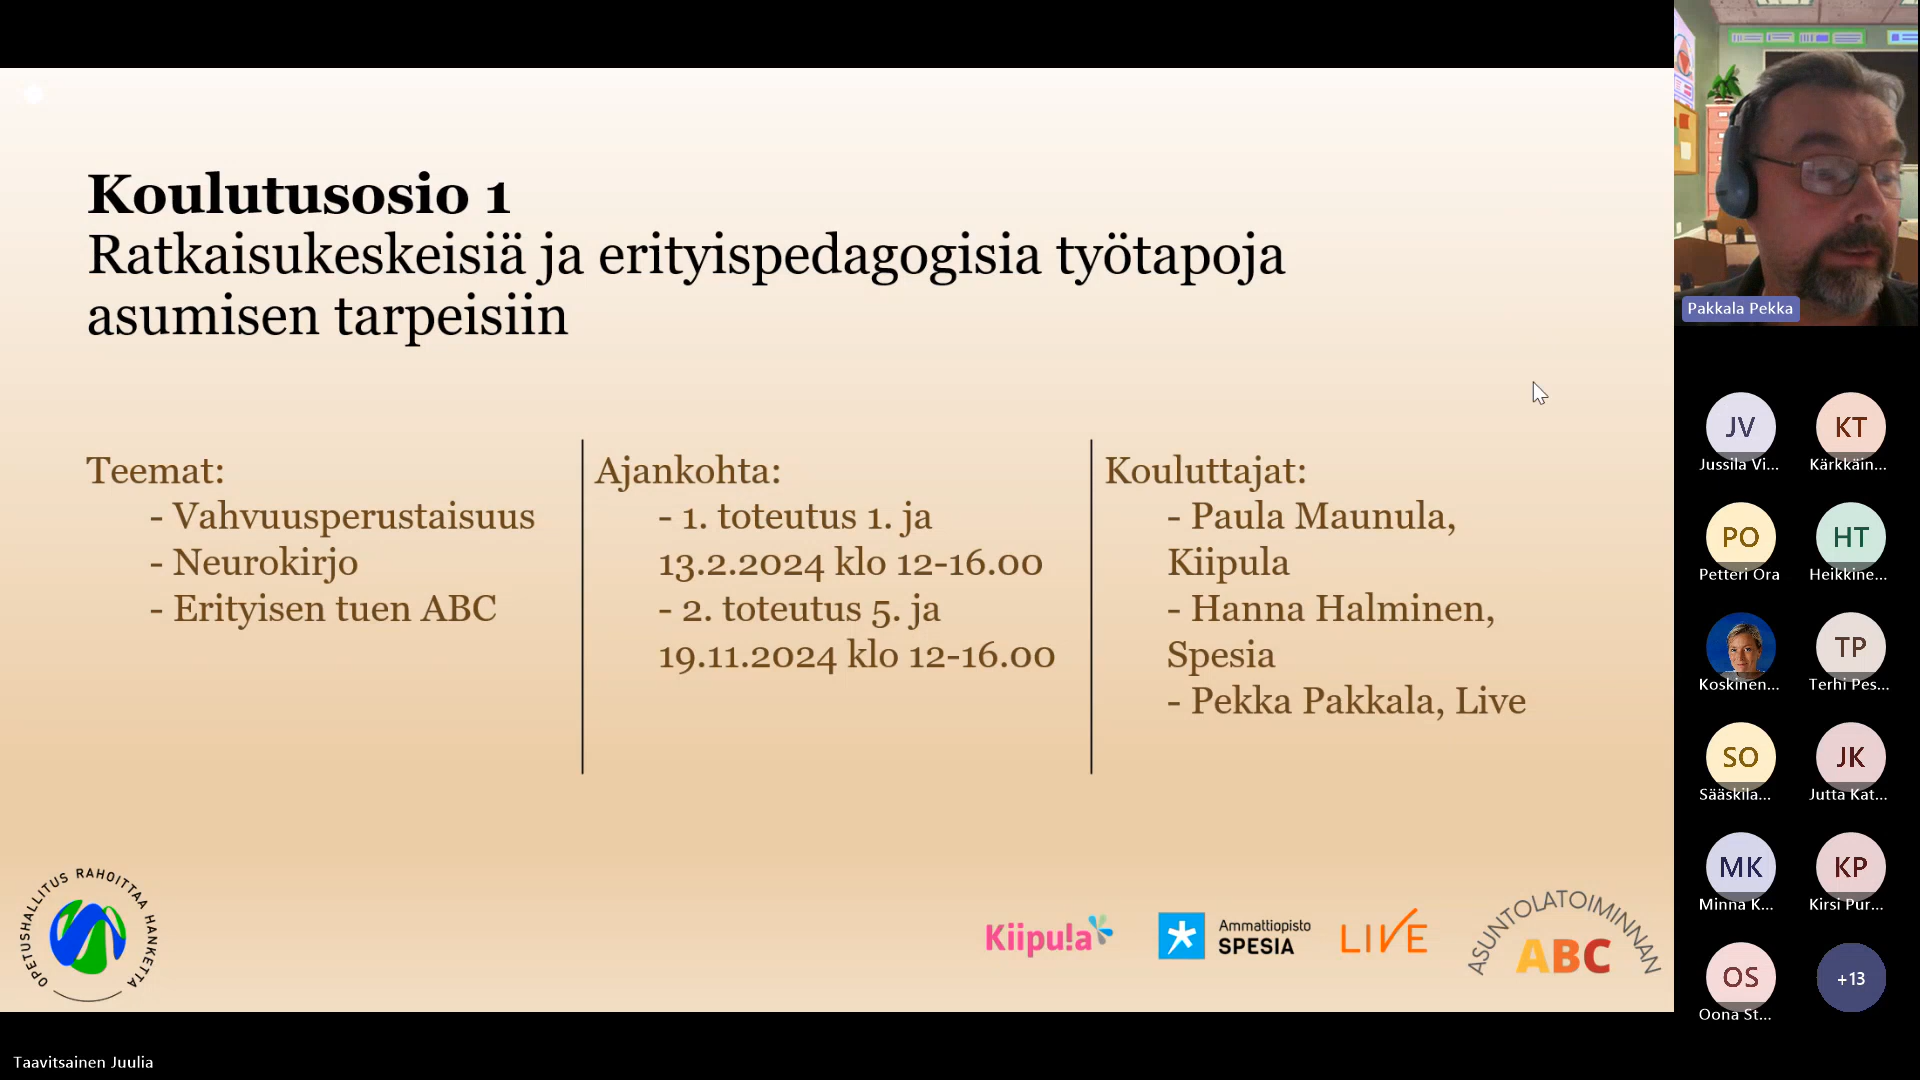 Koulutusosio 1
Ratkaisukeskeisiä ja erityispedagogisia työtapoja
asumisen tarpeisiin
Teemat:
- Vahvuusperustaisuus
- Neurokirjo
- Erityisen tuen ABC
Ajankohta:
- 1. toteutus 1. ja
13.2.2024 klo 12-16.00
- 2. toteutus 5. ja
19.11.2024 klo 12-16.00
Kouluttajat:
- Paula Maunula,
Kiipula
- Hanna Halminen,
Spesia
- Pekka Pakkala, Live
OPETUSHALLITUS RAHOITTAA HANKETTA
Kiipula
Ammattiopisto
SPESIA
LIVE
ASUNTOLATOIMINNAN
ABC
Taavitsainen Juulia
Pakkala Pekka
JV
Jussila Vi...
KT
Kärkkäin...
PO
Petteri Ora
HT
Heikkine...
Koskinen...
TP
Terhi Pes...
SO
Sääskila...
JK
Jutta Kat...
MK
Minna K...
KP
Kirsi Pur...
OS
Oona St...
+13